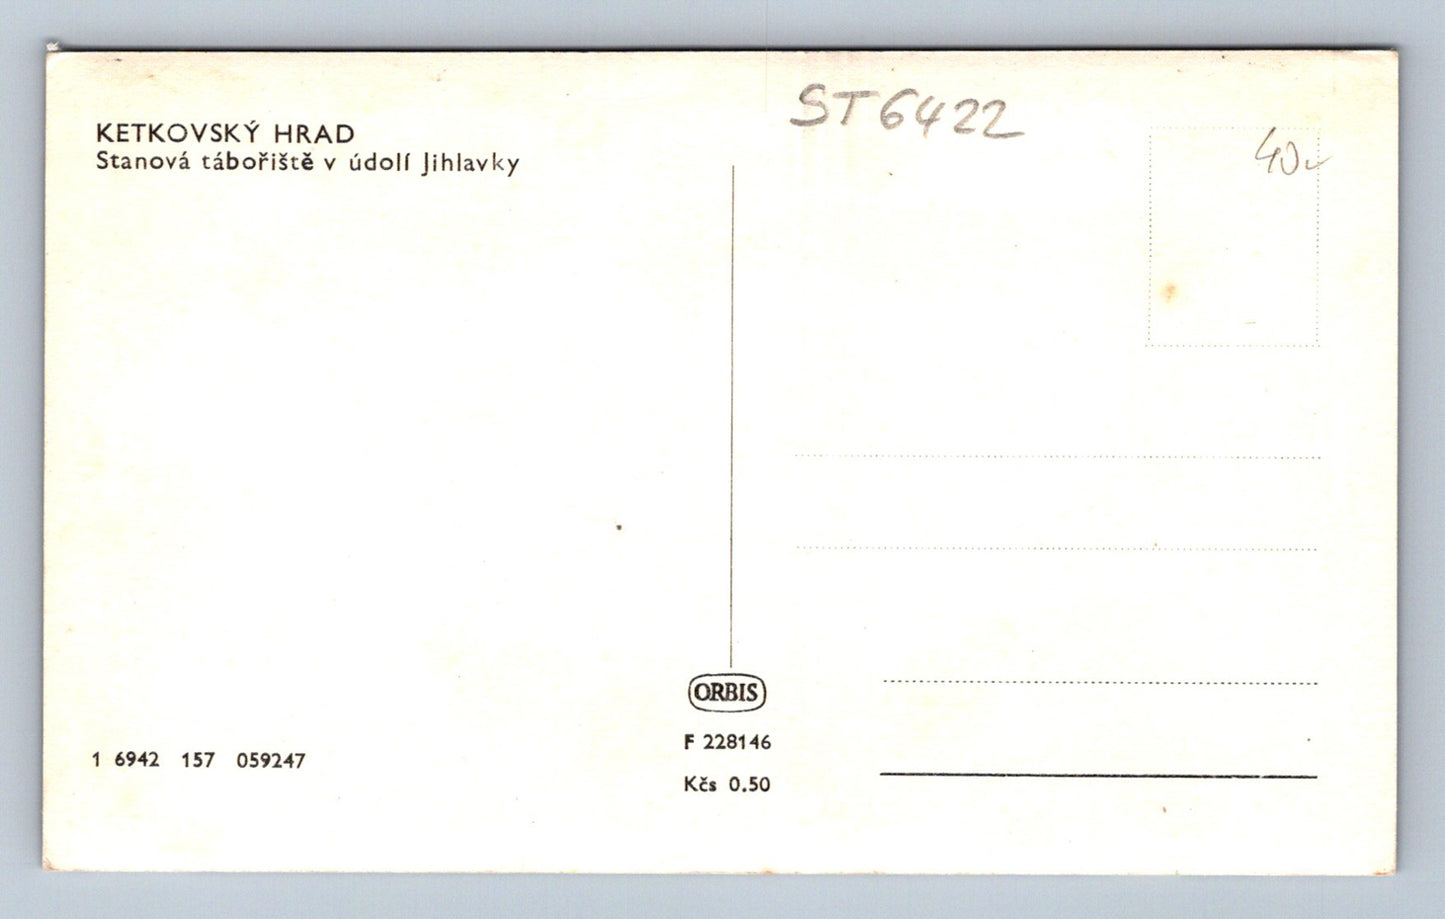 KETKOVSKÝ HRAD
Stanová tábořiště v údolí Jihlavky
ST6422
40
ORBIS
F 228146
Kčs 0.50
1 6942 157 059247